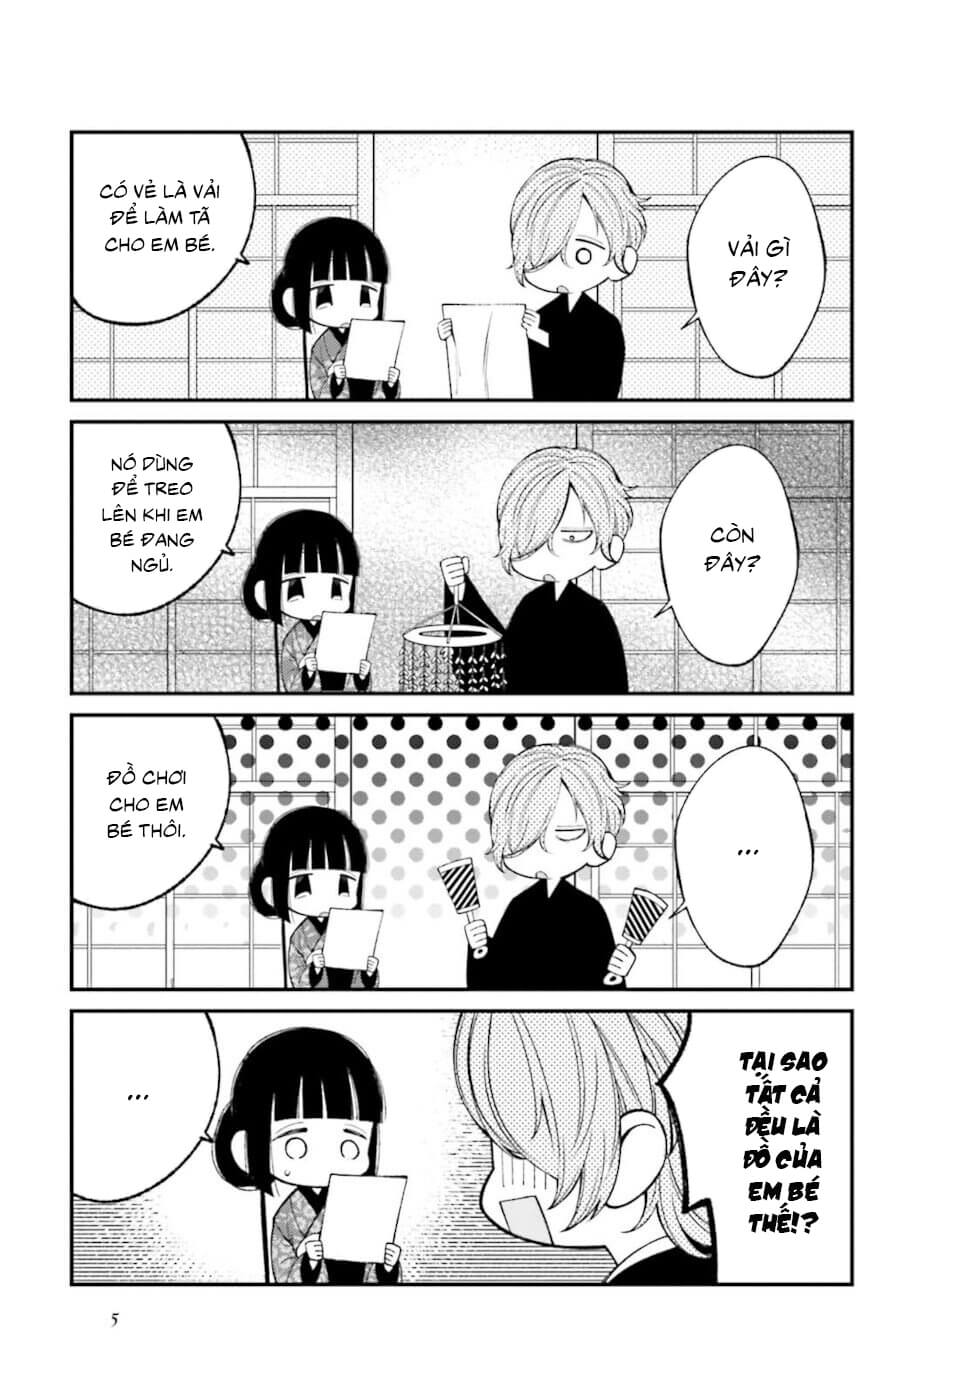 VẢI GÌ
ĐÂY?
CÓ VẺ LÀ VẢI
ĐỂ LÀM TÃ
CHO EM BÉ.
CÒN
ĐÂY?
NÓ DÙNG
ĐỂ TREO
LÊN KHI EM
BÉ ĐANG
NGỦ.
...
ĐỒ CHƠI
CHO EM
BÉ THÔI.
TẠI SAO
TẤT CẢ
ĐỀU LÀ
ĐỒ CỦA
EM BÉ
THẾ!?
...
5